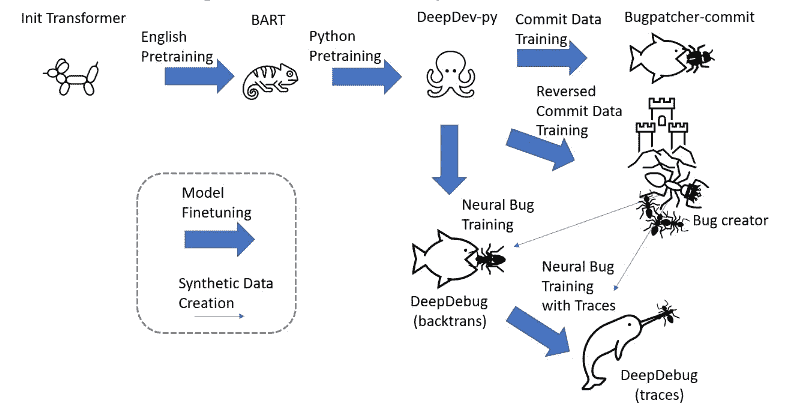 Init Transformer
English
Pretraining
BART
Python
Pretraining
DeepDev-py
Commit Data
Training
Bugpatcher-commit
Reversed
Commit Data
Training
Bug creator
Neural Bug
Training
DeepDebug
(backtrans)
Neural Bug
Training
with Traces
DeepDebug
(traces)
Model
Finetuning
Synthetic Data
Creation